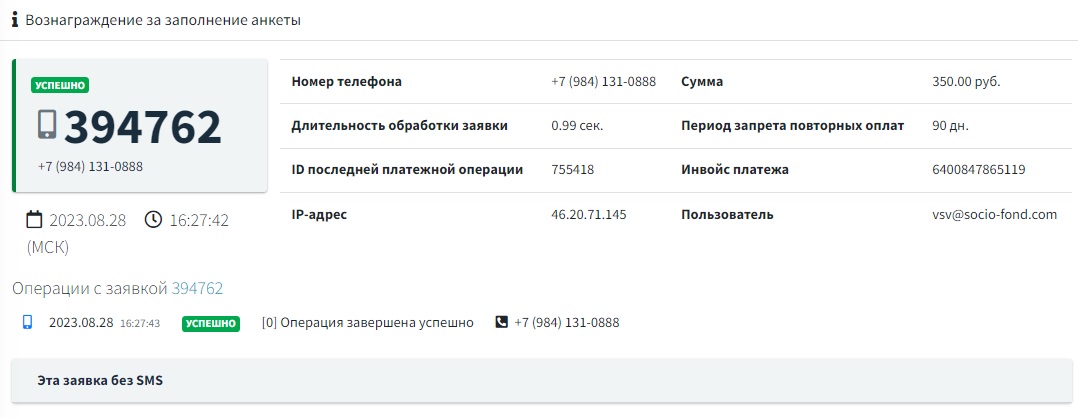 Вознаграждение за заполнение анкеты
УСПЕШНО
394762
+7 (984) 131-0888
2023.08.28 16:27:42
(МСК)
Номер телефона +7 (984) 131-0888 Сумма 350.00 руб.
Длительность обработки заявки 0.99 сек. Период запрета повторных оплат 90 дн.
ID последней платежной операции 755418 Инвойс платежа 6400847865119
IP-адрес 46.20.71.145 Пользователь vsv@socio-fond.com
Операции с заявкой 394762
2023.08.28 16:27:43 УСПЕШНО [0] Операция завершена успешно +7 (984) 131-0888
Эта заявка без SMS